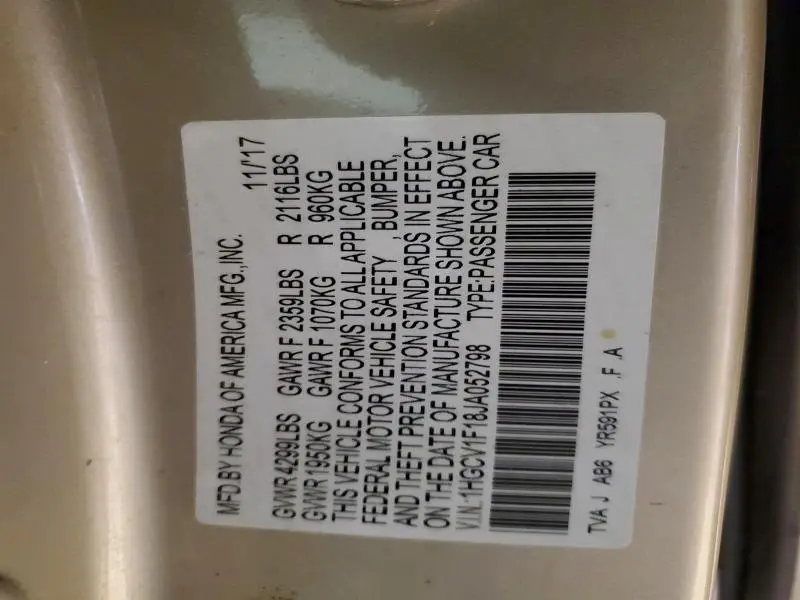 MFD.BY HONDA OF AMERICA MFG.,INC. 11/17
GVWR 4299LBS GAWR F 2359LBS R 2116LBS
GVWR 1950KG GAWR F 1070KG R 960KG
THIS VEHICLE CONFORMS TO ALL APPLICABLE
FEDERAL MOTOR VEHICLE SAFETY , BUMPER,
AND THEFT PREVENTION STANDARDS IN EFFECT
ON THE DATE OF MANUFACTURE SHOWN ABOVE.
V.I.N.:1HGCV1F18JA052798 TYPE:PASSENGER CAR
TVA J AB6 YR591PX .F .A